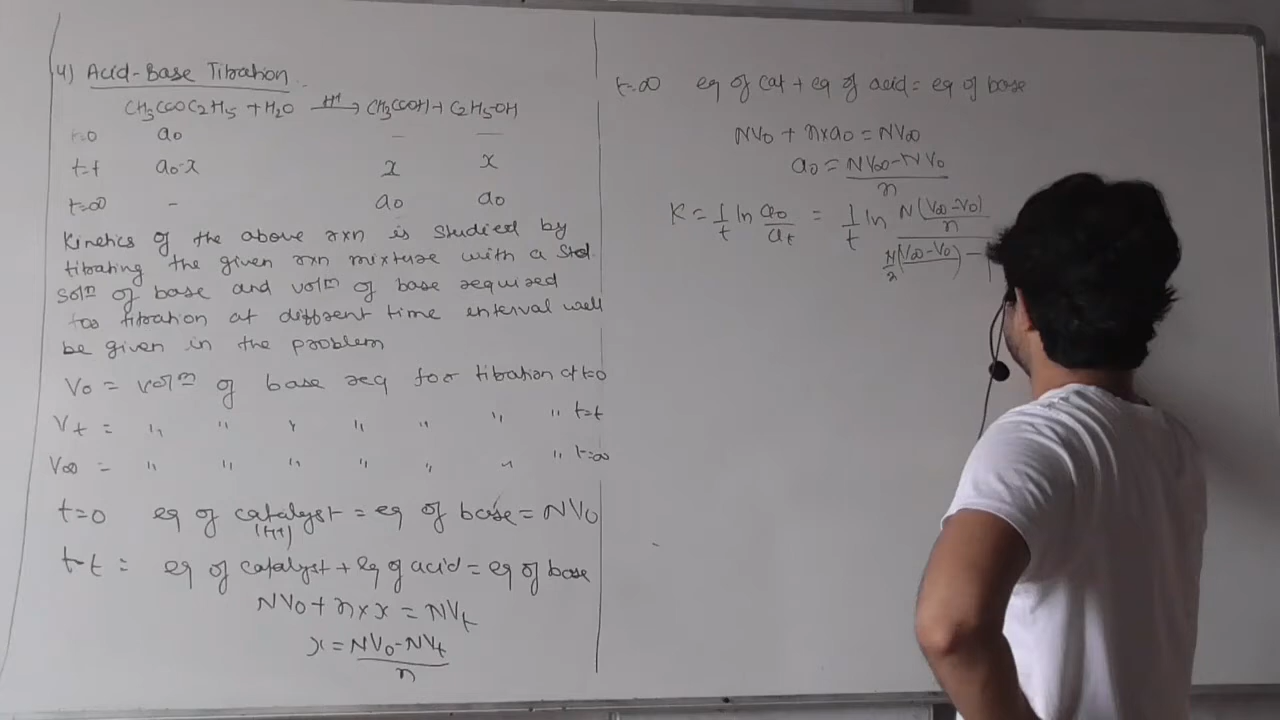 4) Acid-Base Titration
CH3COOC2H5 + H2O —H+→ CH3COOH + C2H5OH
t=0 a0 – —
t=t a0-x x x
t=∞ - a0 a0
Kinetics of the above rxn is studied by
titrating the given rxn mixture with a std.
solm of base and volm of base required
for titration at different time interval will
be given in the problem
V0 = volm of base req for titration at t=0
Vt = " " " " " " " t=t
V∞ = " " " " " " " t=∞
t=0 eq of catalyst = eq of base = NV0
(H+)
t=t = eq of catalyst + eq of acid = eq of base
NV0 + n×x = NVt
x = NV0-NVt
n
t=∞ eq of cat + eq of acid = eq of base
NV0 + n×a0 = NV∞
a0 = NV∞-NV0
n
K = 1/t ln a0/at = 1/t ln N(V∞-V0)
n
N/n (V∞-V0) -